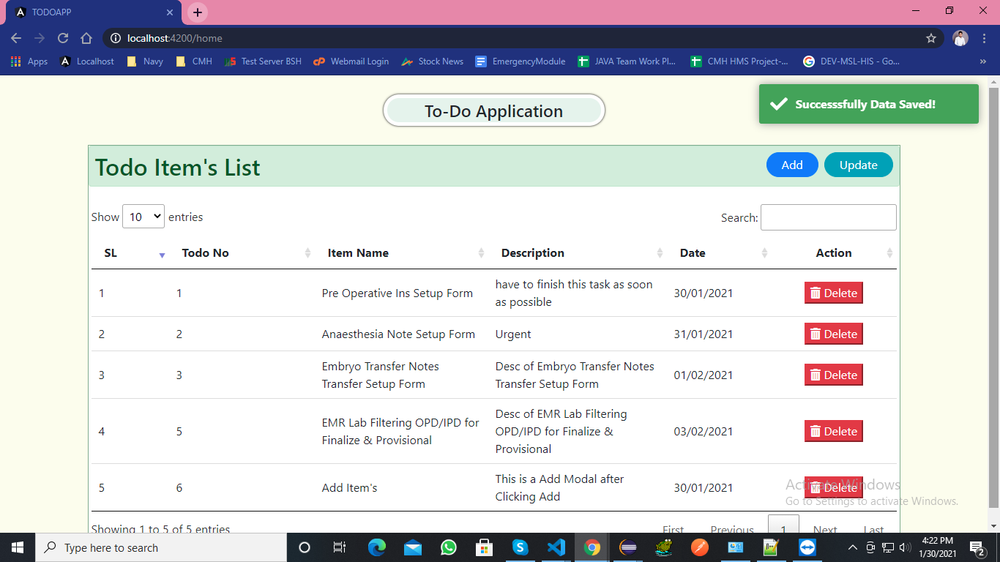 TODOAPP
localhost:4200/home
Apps Localhost Navy CMH Test Server BSH Webmail Login Stock News EmergencyModule JAVA Team Work Pl... CMH HMS Project-... DEV-MSL-HIS - Go... »
To-Do Application
Successsfully Data Saved!
Todo Item's List
Add Update
Show 10 entries
Search:
SL Todo No Item Name Description Date Action
1 1 Pre Operative Ins Setup Form have to finish this task as soon
as possible 30/01/2021 Delete
2 2 Anaesthesia Note Setup Form Urgent 31/01/2021 Delete
3 3 Embryo Transfer Notes
Transfer Setup Form Desc of Embryo Transfer Notes
Transfer Setup Form 01/02/2021 Delete
4 5 EMR Lab Filtering OPD/IPD for
Finalize & Provisional Desc of EMR Lab Filtering
OPD/IPD for Finalize &
Provisional 03/02/2021 Delete
5 6 Add Item's This is a Add Modal after
Clicking Add 30/01/2021 Delete
Activate Windows
Go to Settings to activate Windows.
Showing 1 to 5 of 5 entries
First Previous 1 Next Last
Type here to search
4:22 PM
1/30/2021
2